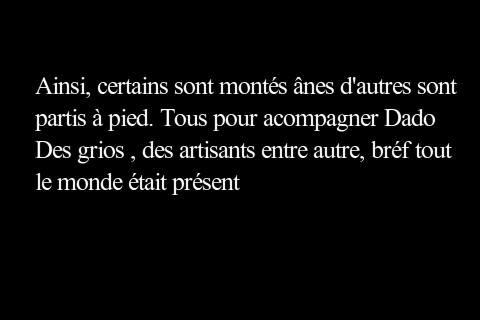 Ainsi, certains sont montés ânes d'autres sont
partis à pied. Tous pour acompagner Dado
Des grios , des artisants entre autre, bréf tout
le monde était présent